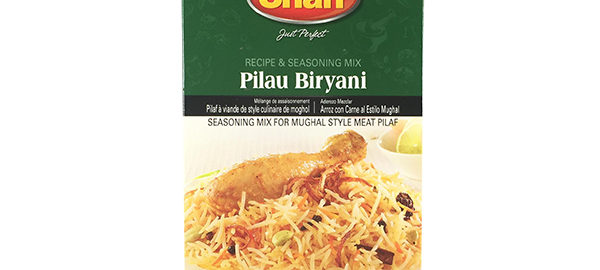 Shan
Just Perfect
RECIPE & SEASONING MIX
Pilau Biryani
Mélange de assaisonnement
Pilaf à viande de style culinaire de moghol
Aderezo Mezclar
Arroz con Carne al Estilo Mughal
SEASONING MIX FOR MUGHAL STYLE MEAT PILAF